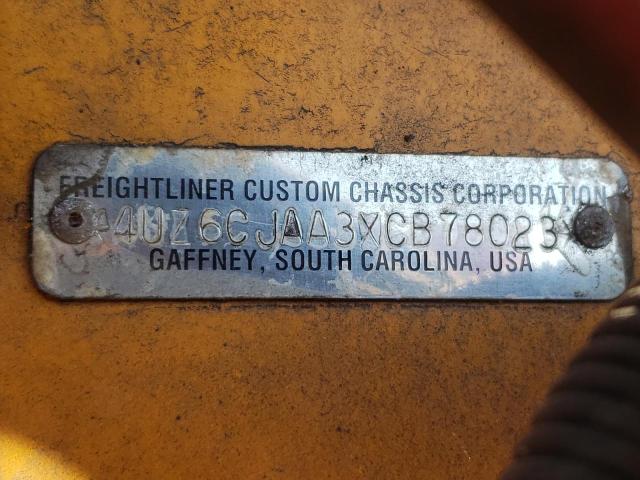 FREIGHTLINER CUSTOM CHASSIS CORPORATION
4UZ6CJAA3XCB78023
GAFFNEY, SOUTH CAROLINA, USA